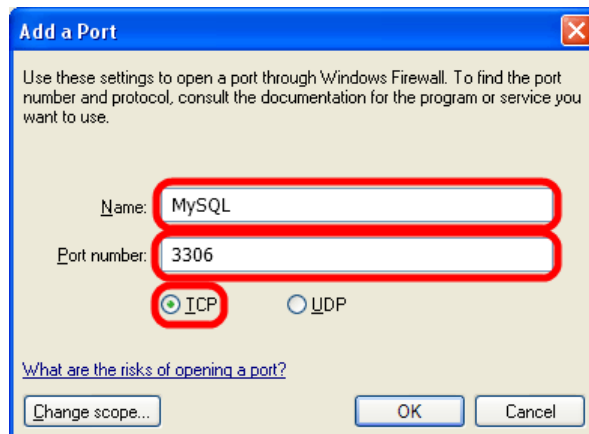 Add a Port
Use these settings to open a port through Windows Firewall. To find the port
number and protocol, consult the documentation for the program or service you
want to use.
Name: MySQL
Port number: 3306
TCP UDP
What are the risks of opening a port?
Change scope... OK Cancel